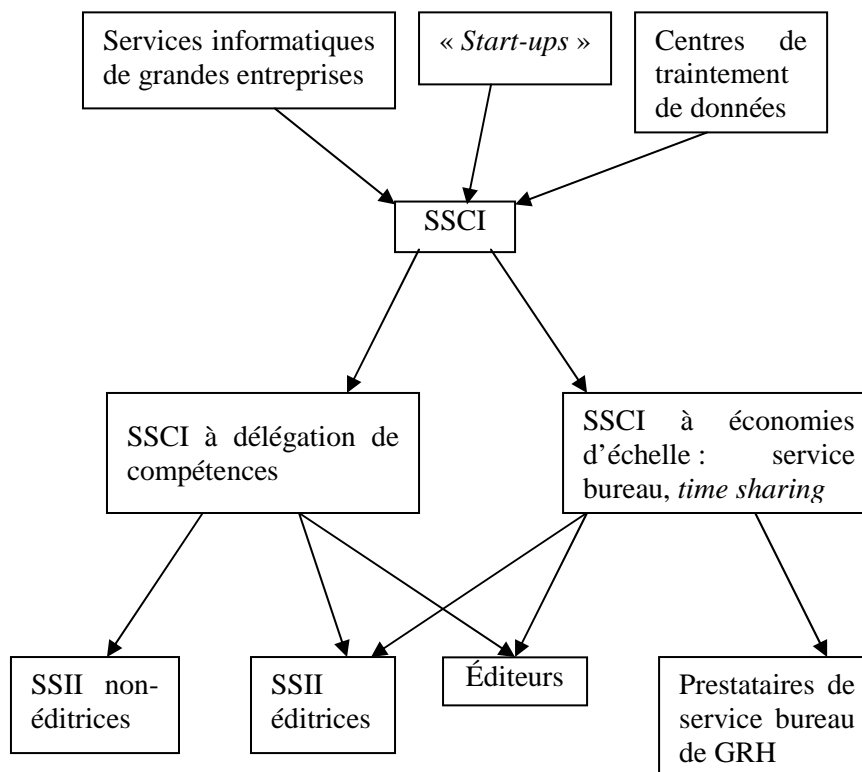 Services informatiques
de grandes entreprises
« Start-ups »
Centres de
traintement
de données
SSCI
SSCI à délégation de
compétences
SSCI à économies
d'échelle : service
bureau, time sharing
SSII non-
éditrices
SSII
éditrices
Éditeurs
Prestataires de
service bureau
de GRH